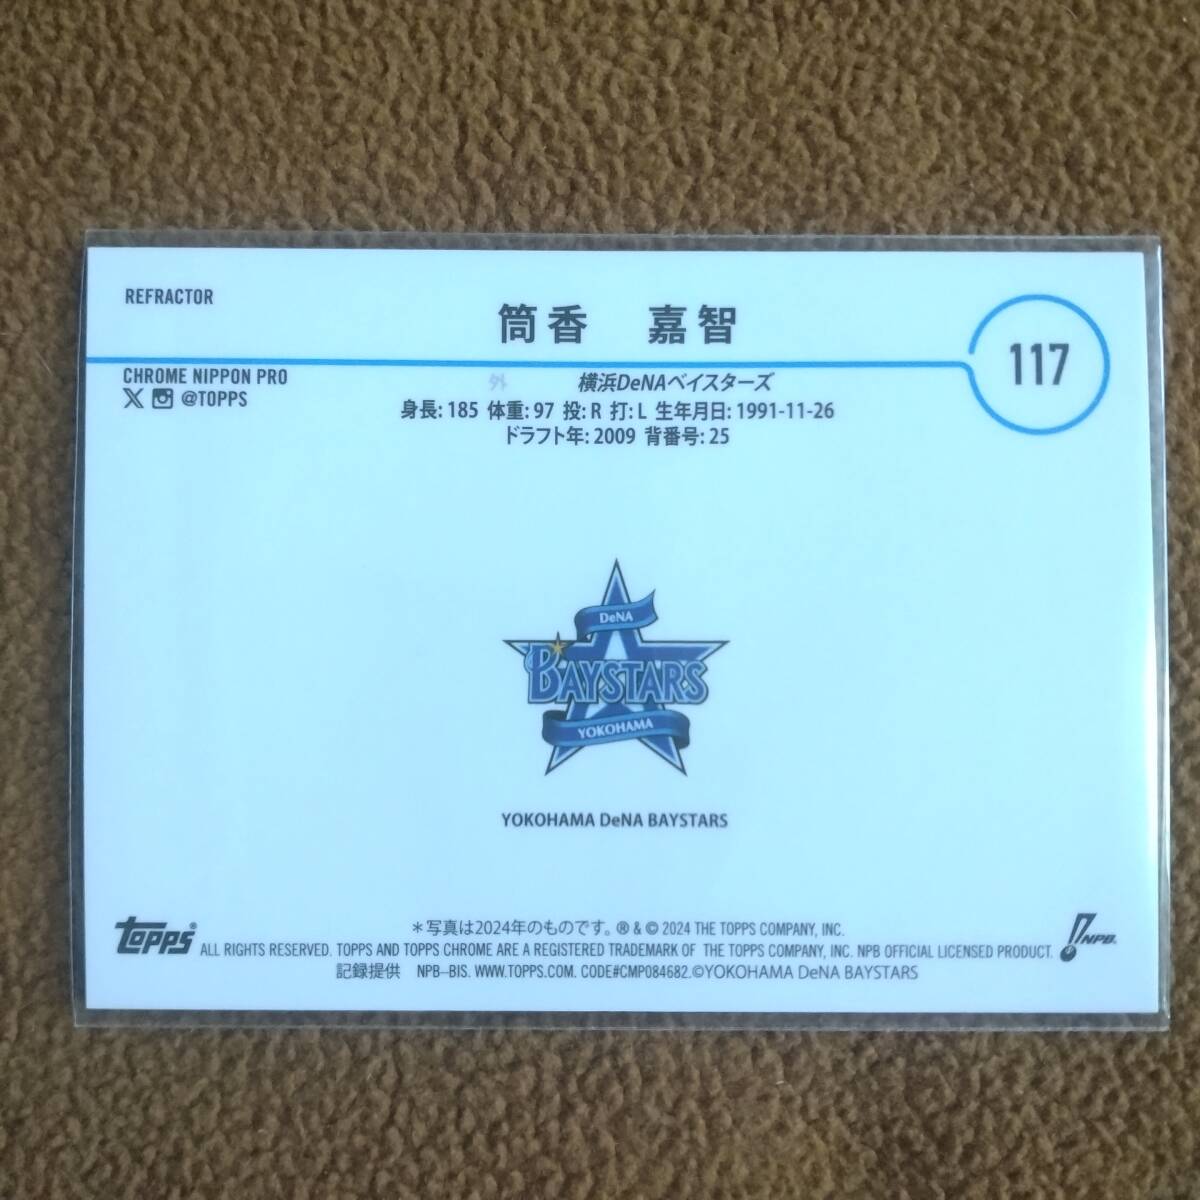 REFRACTOR
筒香 嘉智
117
CHROME NIPPON PRO
@TOPPS
外 横浜DeNAベイスターズ
身長: 185 体重: 97 投: R 打: L 生年月日: 1991-11-26
ドラフト年: 2009 背番号: 25
DeNA
BAYSTARS
YOKOHAMA
YOKOHAMA DeNA BAYSTARS
topps®
＊写真は2024年のものです。 ® & © 2024 THE TOPPS COMPANY, INC.
ALL RIGHTS RESERVED. TOPPS AND TOPPS CHROME ARE A REGISTERED TRADEMARK OF THE TOPPS COMPANY, INC. NPB OFFICIAL LICENSED PRODUCT.
記録提供 NPB–BIS. WWW.TOPPS.COM. CODE#CMP084682.©YOKOHAMA DeNA BAYSTARS
NPB